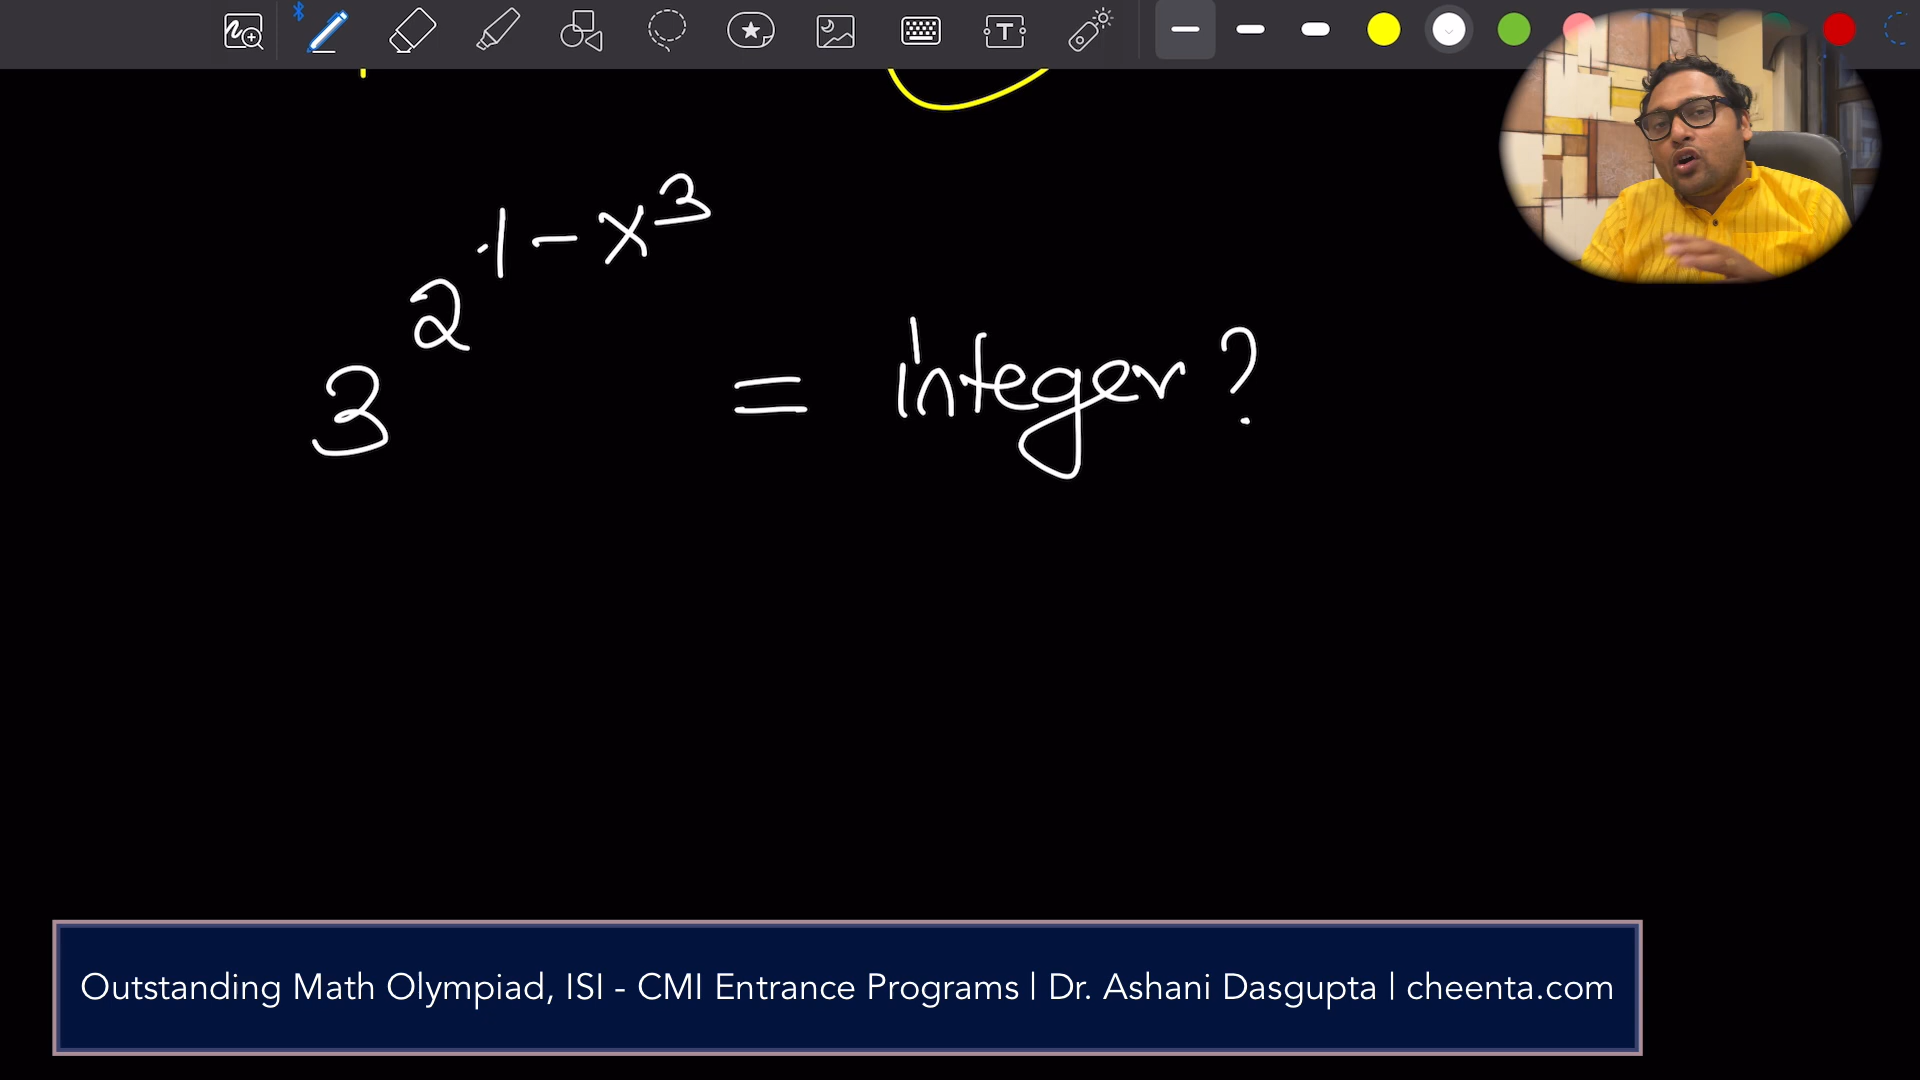 3^{2^{1-x^3}} = integer?
Outstanding Math Olympiad, ISI - CMI Entrance Programs | Dr. Ashani Dasgupta | cheenta.com